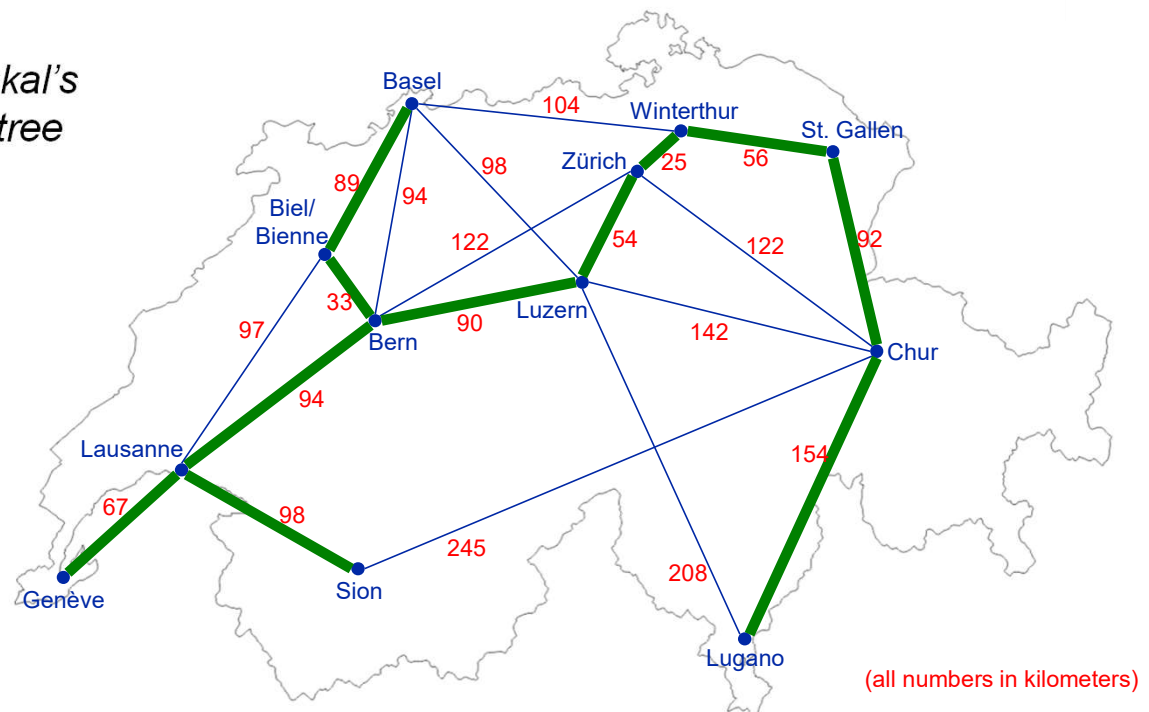 kal's
tree
Basel
104
Winterthur
St. Gallen
Zürich
25
56
98
89
94
Biel/
Bienne
122
54
122
92
33
Luzern
90
97
Bern
142
Chur
94
Lausanne
154
67
98
245
208
Sion
Genève
Lugano
(all numbers in kilometers)